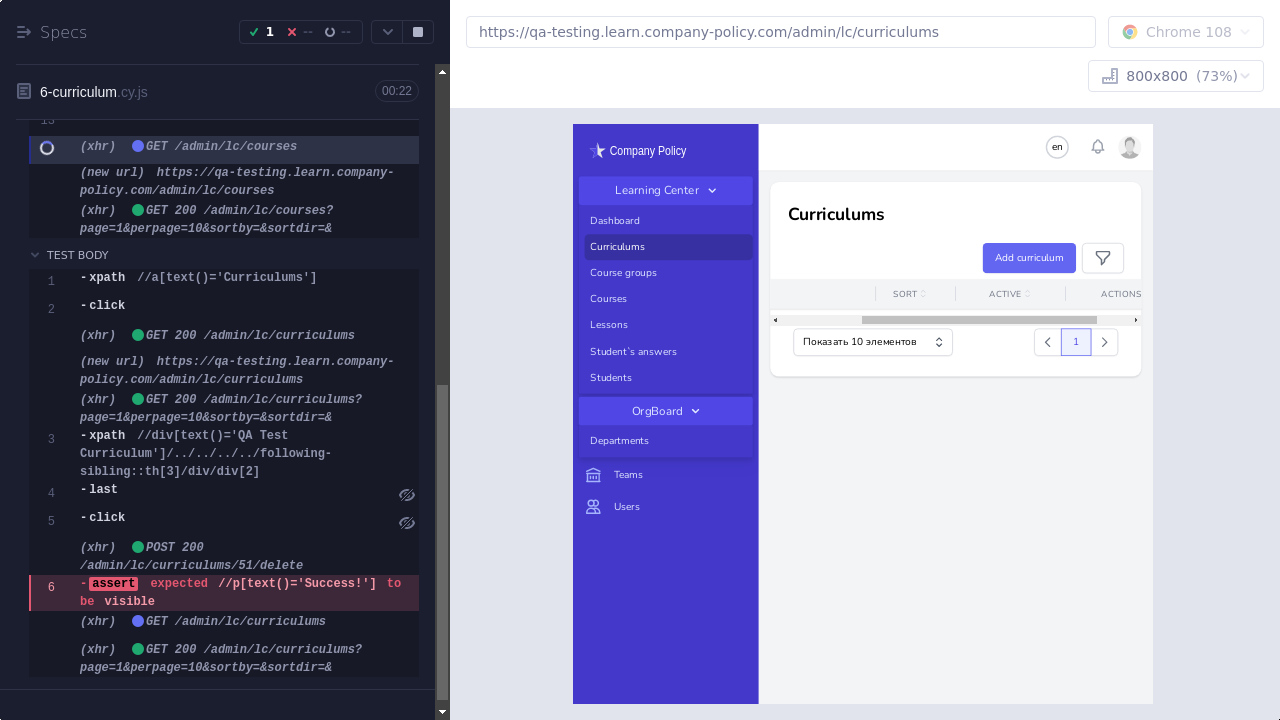 Specs
1
--
--
6-curriculum.cy.js
00:22
13
(xhr) GET /admin/lc/courses
(new url) https://qa-testing.learn.company-
policy.com/admin/lc/courses
(xhr) GET 200 /admin/lc/courses?
page=1&perpage=10&sortby=&sortdir=&
TEST BODY
1 -xpath //a[text()='Curriculums']
2 -click
(xhr) GET 200 /admin/lc/curriculums
(new url) https://qa-testing.learn.company-
policy.com/admin/lc/curriculums
(xhr) GET 200 /admin/lc/curriculums?
page=1&perpage=10&sortby=&sortdir=&
3 -xpath //div[text()='QA Test
Curriculum']/../../../../following-
sibling::th[3]/div/div[2]
4 -last
5 -click
(xhr) POST 200
/admin/lc/curriculums/51/delete
6 -assert expected //p[text()='Success!'] to
be visible
(xhr) GET /admin/lc/curriculums
(xhr) GET 200 /admin/lc/curriculums?
page=1&perpage=10&sortby=&sortdir=&
https://qa-testing.learn.company-policy.com/admin/lc/curriculums
Chrome 108
800x800 (73%)
Company Policy
Learning Center
Dashboard
Curriculums
Course groups
Courses
Lessons
Student`s answers
Students
OrgBoard
Departments
Teams
Users
en
Curriculums
Add curriculum
SORT
ACTIVE
ACTIONS
Показать 10 элементов
1